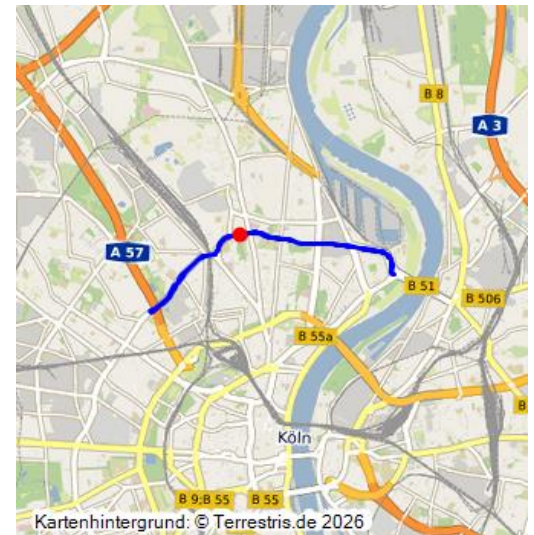 B 8
A 3
A 57
B 51
B 506
B 55a
B
Köln
B 9;B 55
B 55
Kartenhintergrund: © Terrestris.de 2026